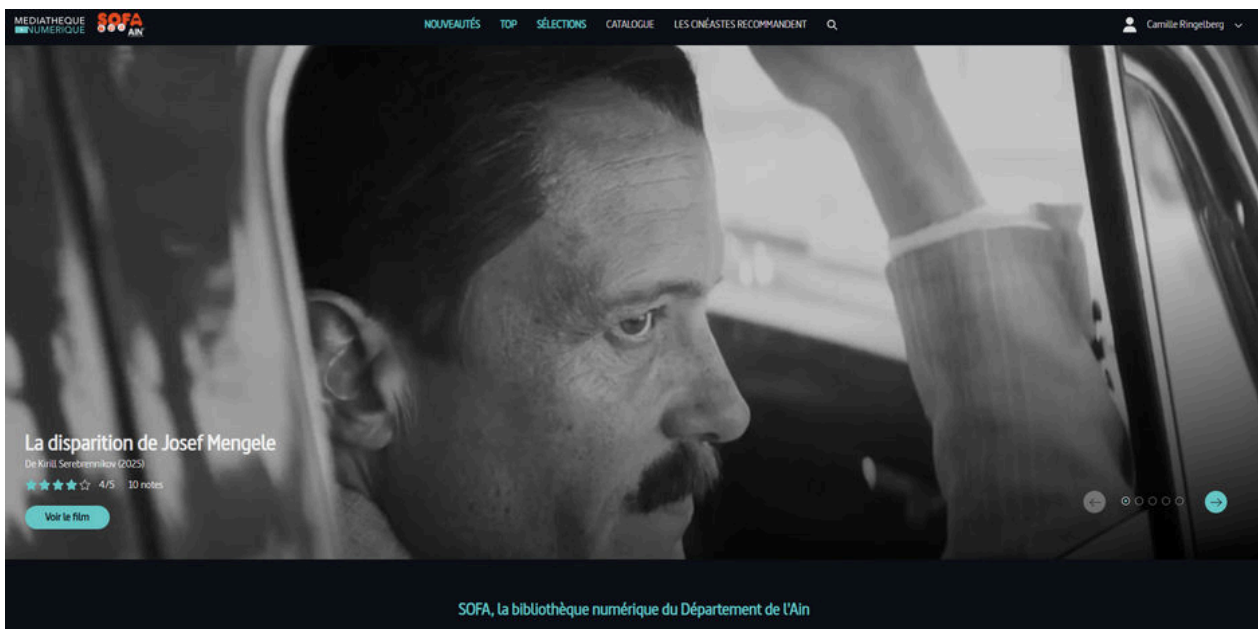 MEDIATHEQUE
NUMERIQUE
SOFA
AIN
NOUVEAUTÉS
TOP
SÉLECTIONS
CATALOGUE
LES CINÉASTES RECOMMANDENT
Camille Ringelberg
La disparition de Josef Mengele
De Kirill Serebrennikov (2025)
4/5 10 notes
Voir le film
SOFA, la bibliothèque numérique du Département de l'Ain